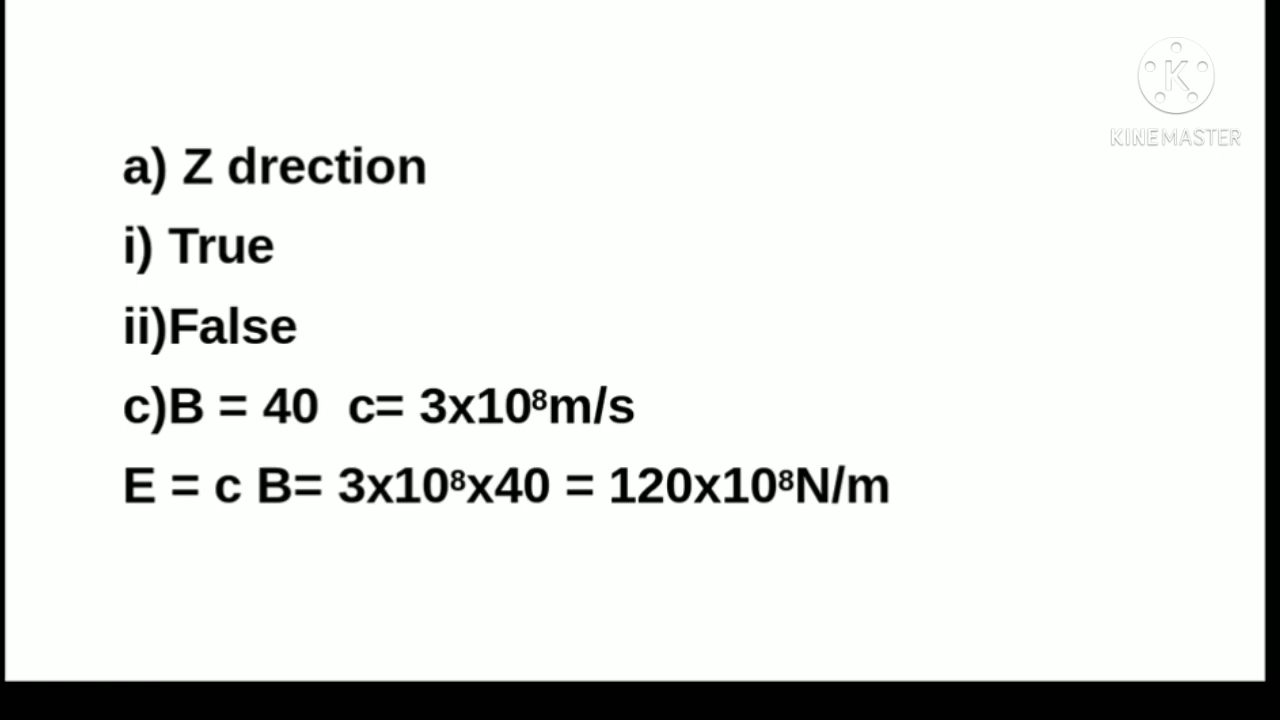 KINEMASTER
a) Z drection
i) True
ii)False
c)B = 40  c= 3x10⁸m/s
E = c B= 3x10⁸x40 = 120x10⁸N/m